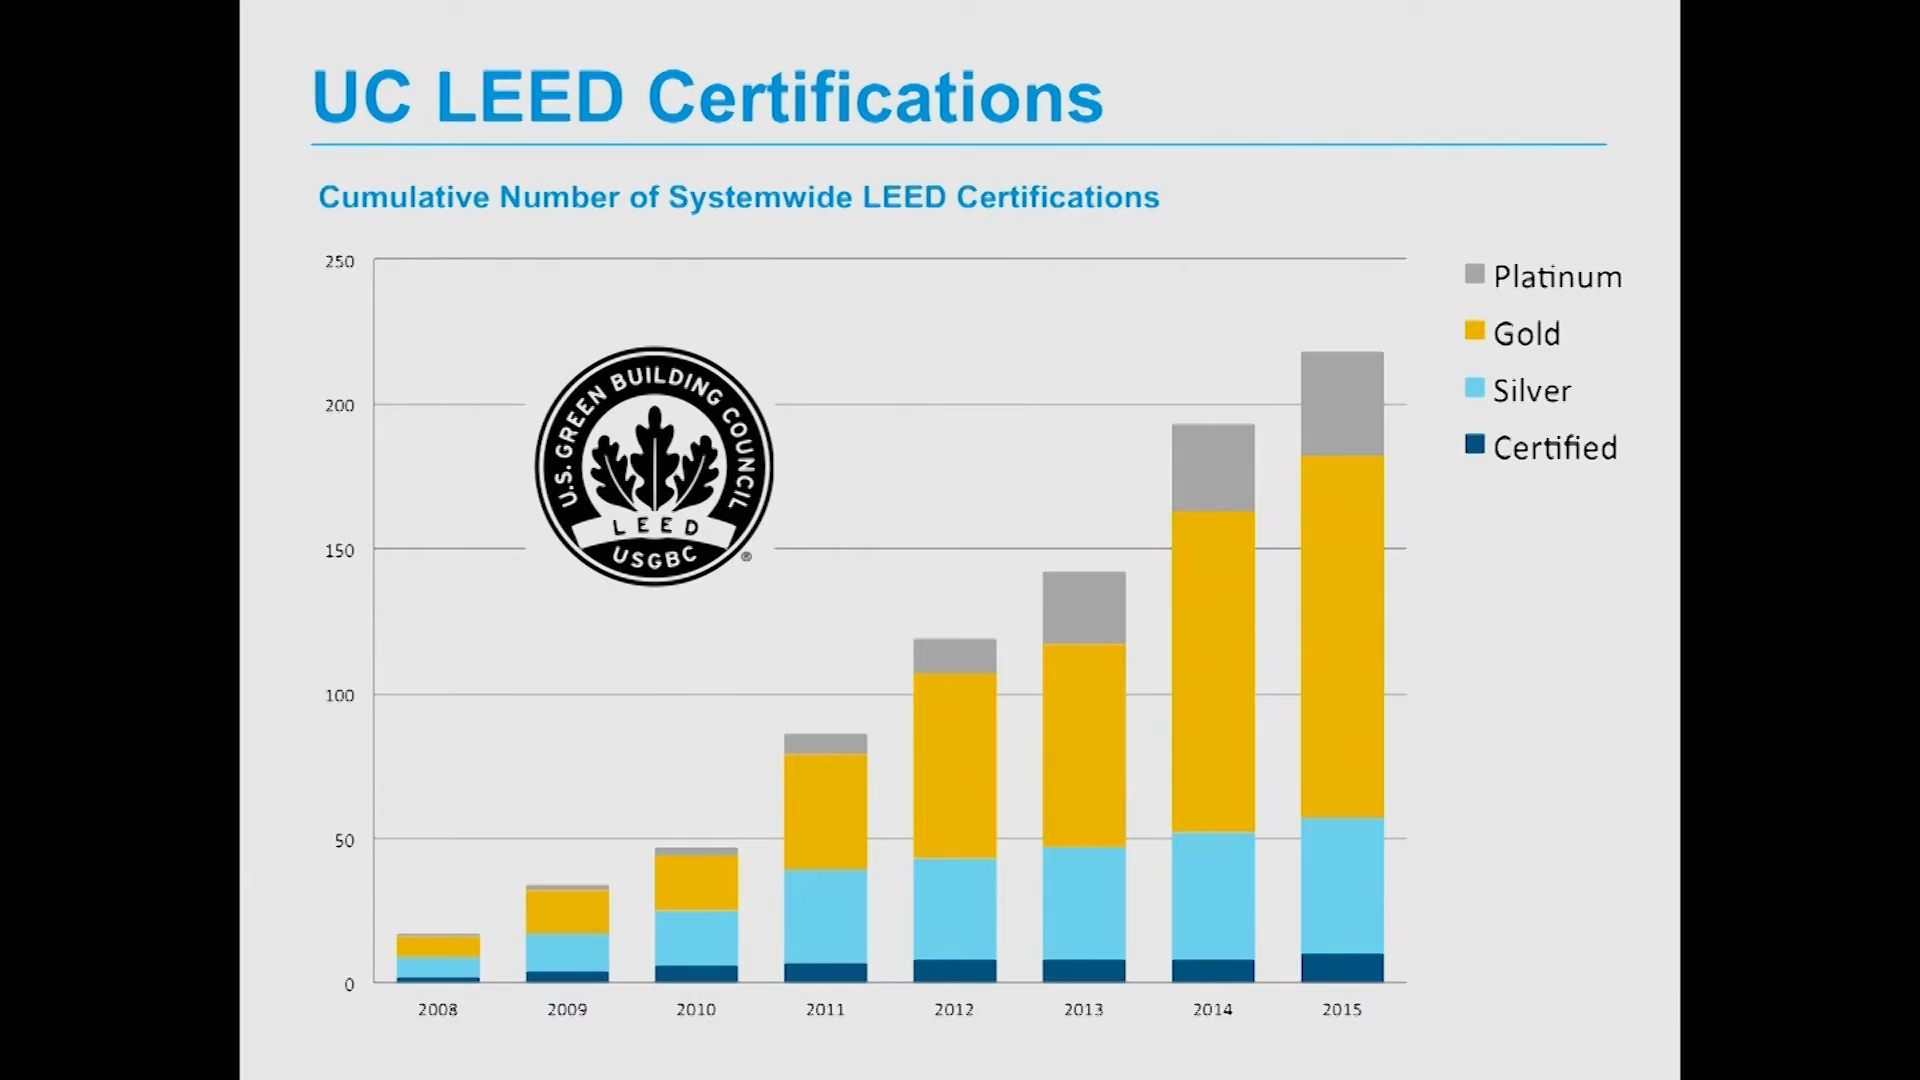 UC LEED Certifications
Cumulative Number of Systemwide LEED Certifications
250
200
150
100
50
0
U.S. GREEN BUILDING COUNCIL
LEED
USGBC
®
Platinum
Gold
Silver
Certified
2008 2009 2010 2011 2012 2013 2014 2015